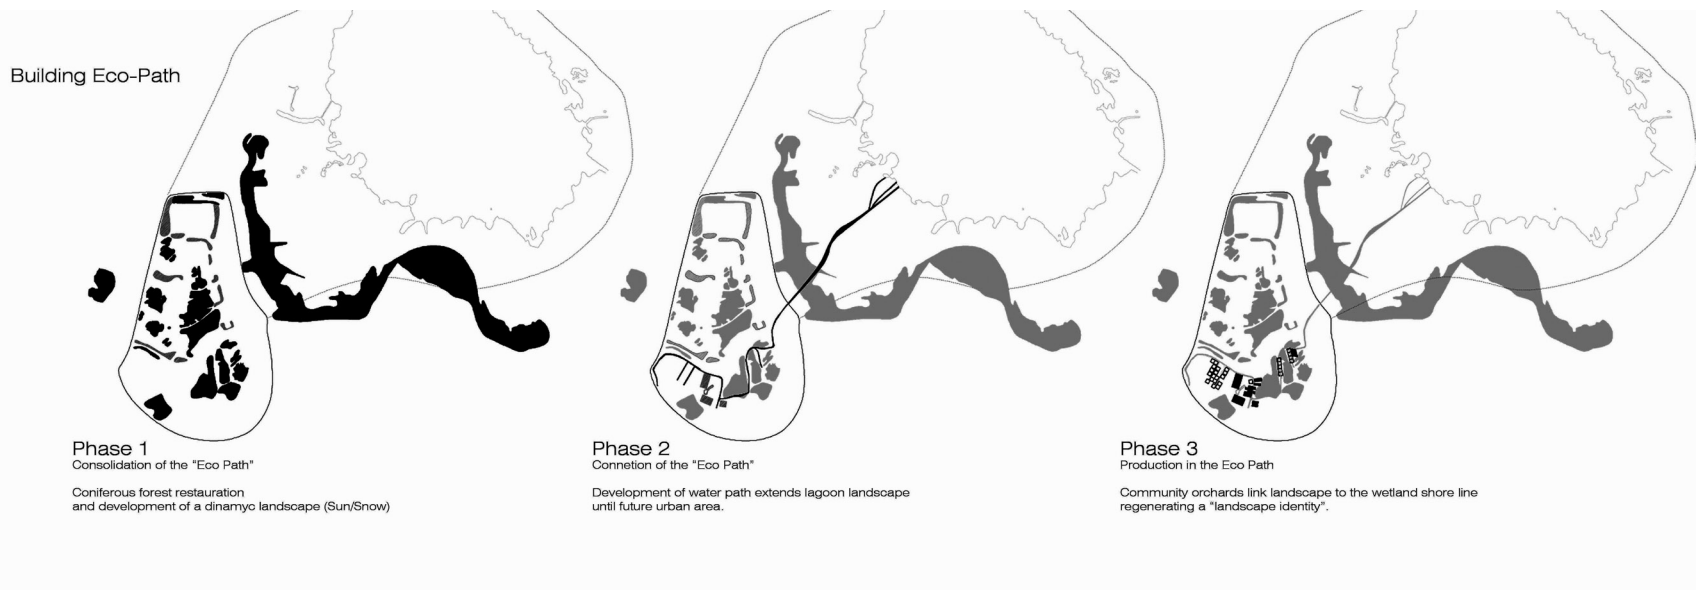 Building Eco-Path
Phase 1
Consolidation of the "Eco Path"
Coniferous forest restauration
and development of a dinamyc landscape (Sun/Snow)
Phase 2
Connetion of the "Eco Path"
Development of water path extends lagoon landscape
until future urban area.
Phase 3
Production in the Eco Path
Community orchards link landscape to the wetland shore line
regenerating a "landscape identity".